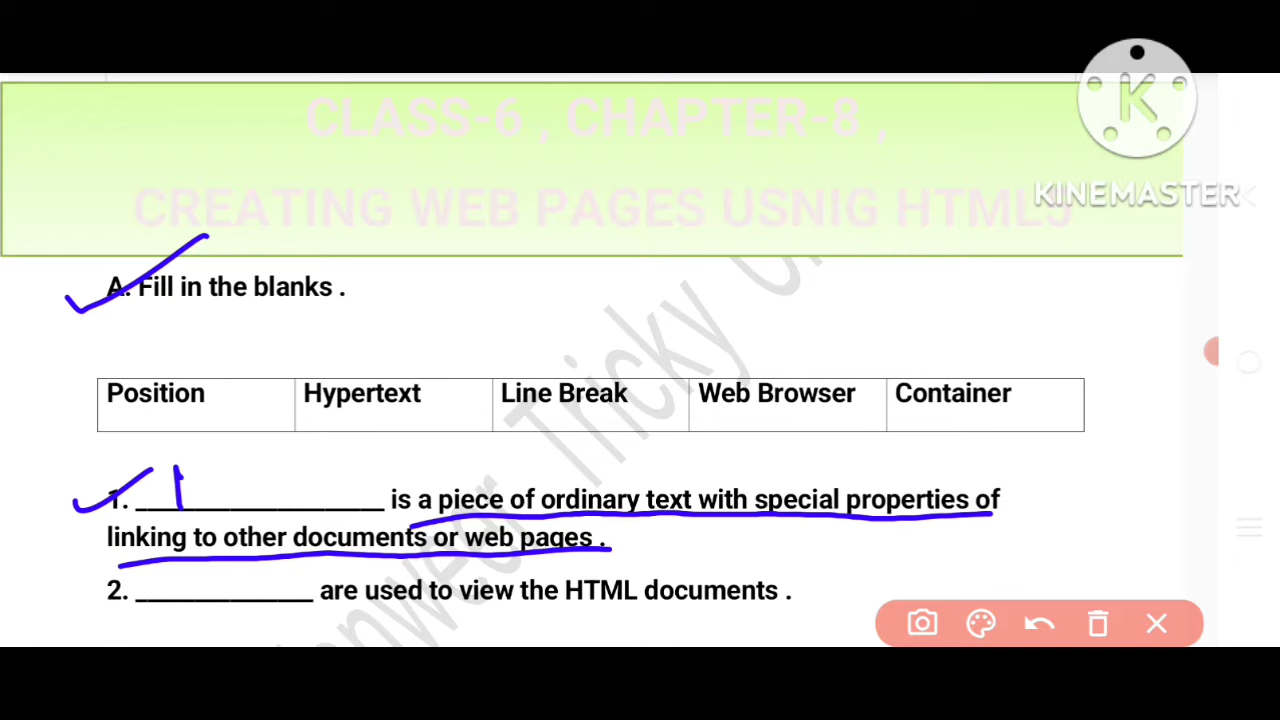 CLASS-6 , CHAPTER-8 ,
CREATING WEB PAGES USNIG HTML5
KINEMASTER
A. Fill in the blanks .
Position Hypertext Line Break Web Browser Container
1. ___________________ is a piece of ordinary text with special properties of
linking to other documents or web pages .
2. ______________ are used to view the HTML documents .
Tricky